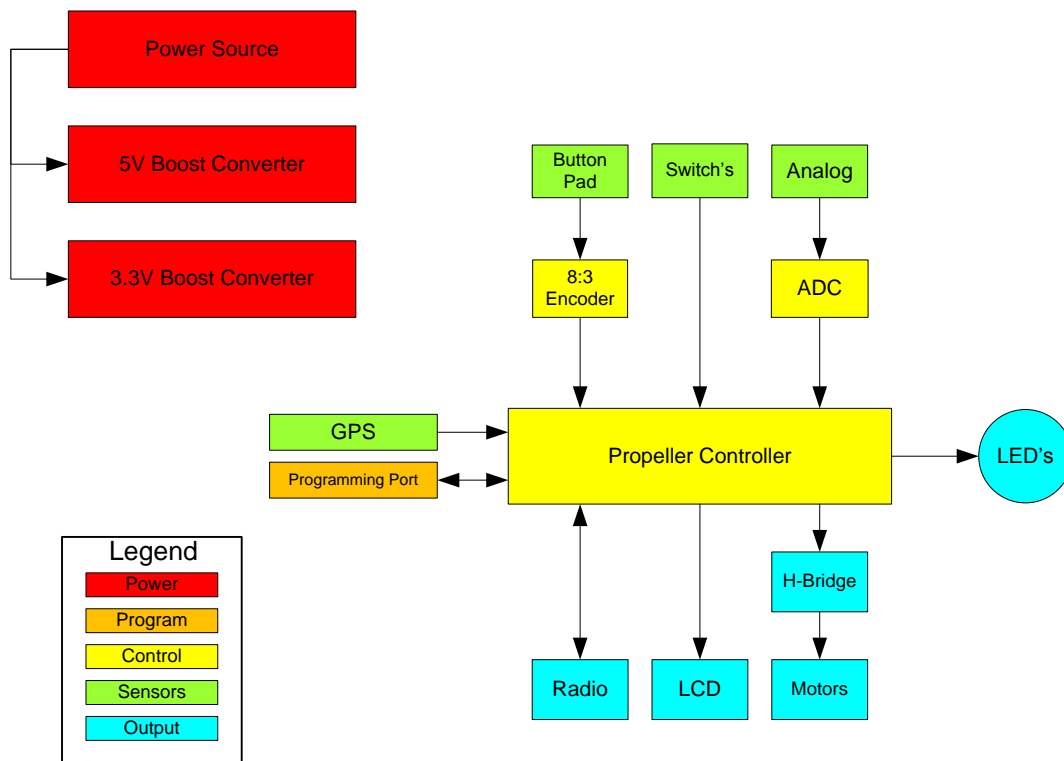 Power Source
5V Boost Converter
3.3V Boost Converter
Button
Pad
Switch’s
Analog
8:3
Encoder
ADC
GPS
Programming Port
Propeller Controller
LED’s
H-Bridge
Radio
LCD
Motors
Legend
Power
Program
Control
Sensors
Output